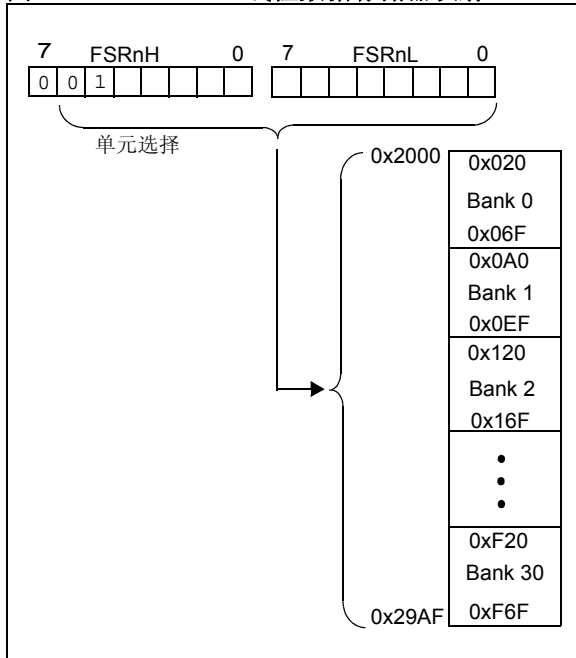 7 FSRnH 0 7 FSRnL 0
0 0 1
单元选择
0x2000
0x020
Bank 0
0x06F
0x0A0
Bank 1
0x0EF
0x120
Bank 2
0x16F
0xF20
Bank 30
0x29AF
0xF6F